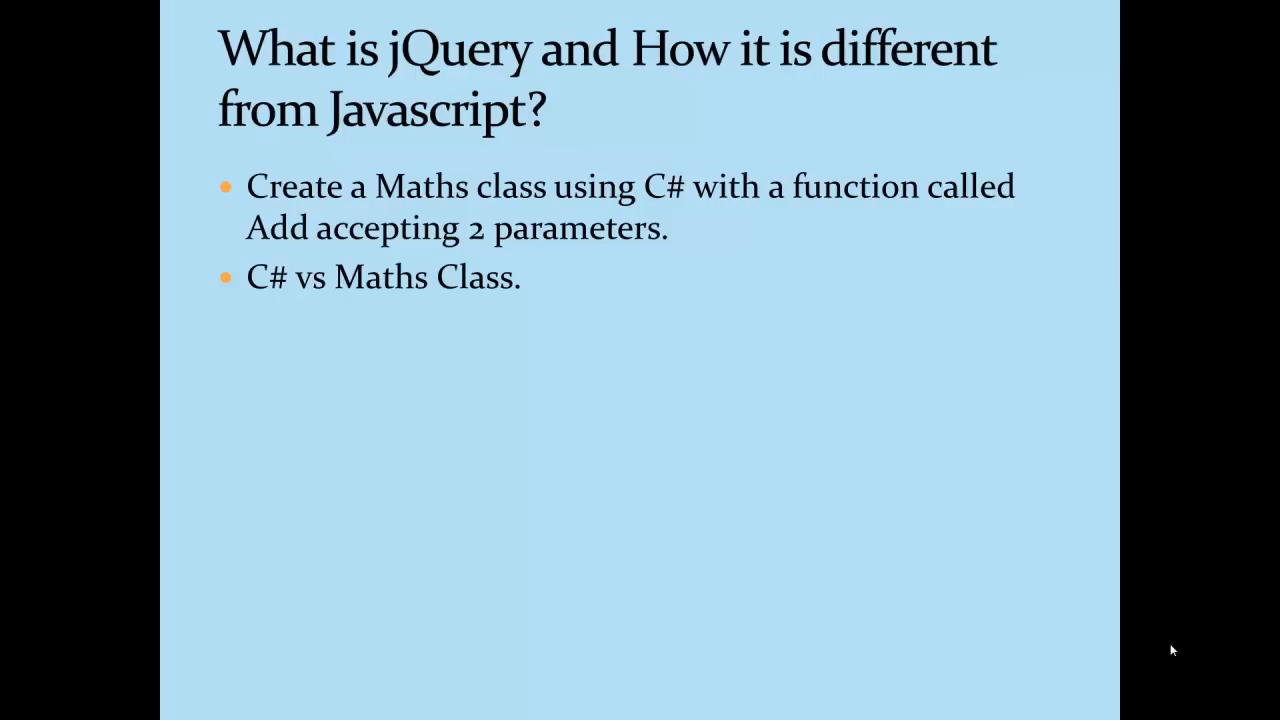 What is jQuery and How it is different
from Javascript?
Create a Maths class using C# with a function called
Add accepting 2 parameters.
C# vs Maths Class.